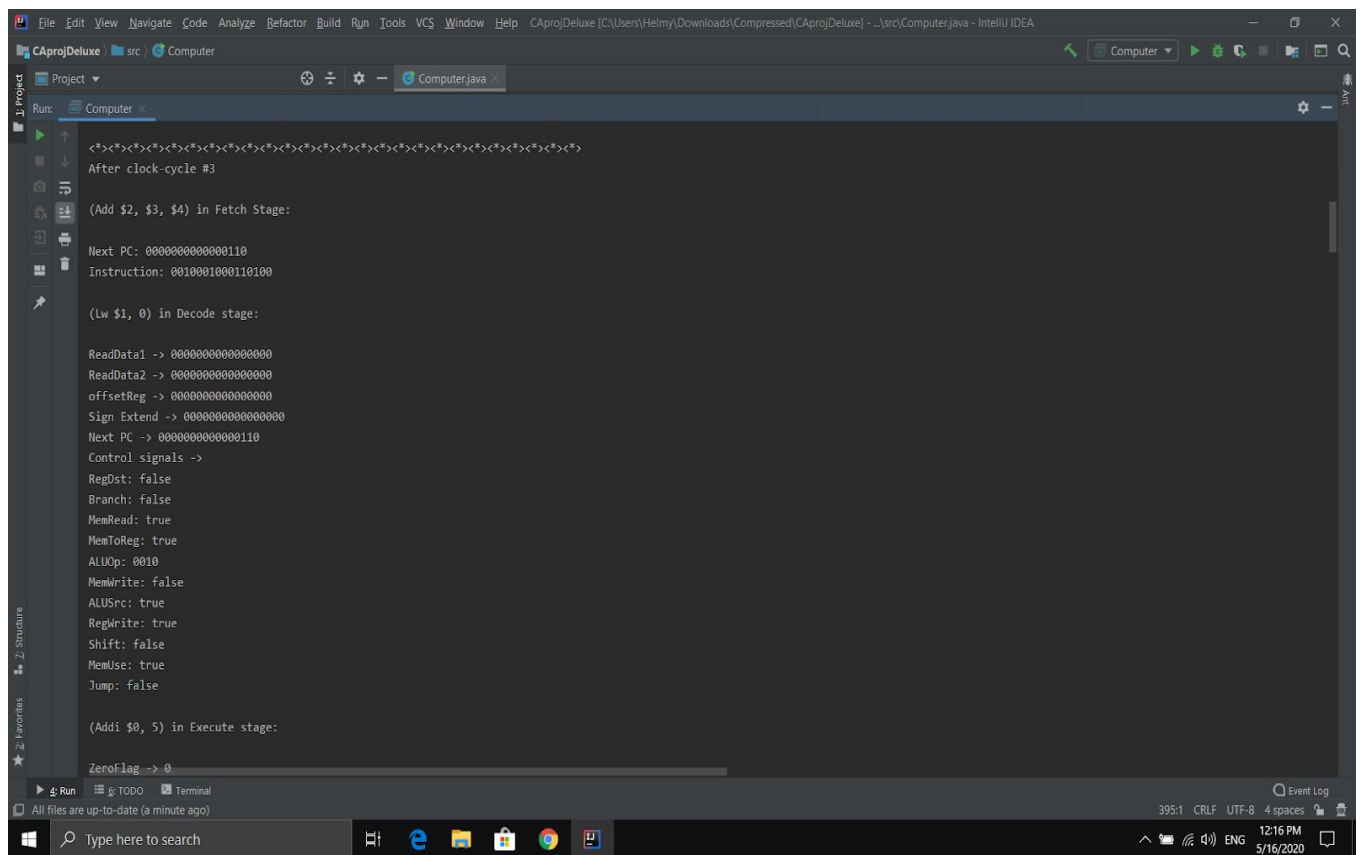 File Edit View Navigate Code Analyze Refactor Build Run Tools VCS Window Help CAprojDeluxe [C:\Users\Helmy\Downloads\Compressed\CAprojDeluxe] - ...\src\Computer.java - IntelliJ IDEA
CAprojDeluxe src Computer Computer
1: Project Project Computer.java Ant
Run: Computer
<*><*><*><*><*><*><*><*><*><*><*><*><*><*><*><*><*><*><*><*><*><*><*><*><*><*>
After clock-cycle #3
(Add $2, $3, $4) in Fetch Stage:
Next PC: 0000000000000110
Instruction: 0010001000110100
(Lw $1, 0) in Decode stage:
ReadData1 -> 0000000000000000
ReadData2 -> 0000000000000000
offsetReg -> 0000000000000000
Sign Extend -> 0000000000000000
Next PC -> 0000000000000110
Control signals ->
RegDst: false
Branch: false
MemRead: true
MemToReg: true
ALUOp: 0010
MemWrite: false
ALUSrc: true
RegWrite: true
Shift: false
MemUse: true
Jump: false
(Addi $0, 5) in Execute stage:
ZeroFlag -> 0
7: Structure
2: Favorites
4: Run 6: TODO Terminal Event Log
All files are up-to-date (a minute ago) 395:1 CRLF UTF-8 4 spaces
Type here to search ENG 12:16 PM
5/16/2020